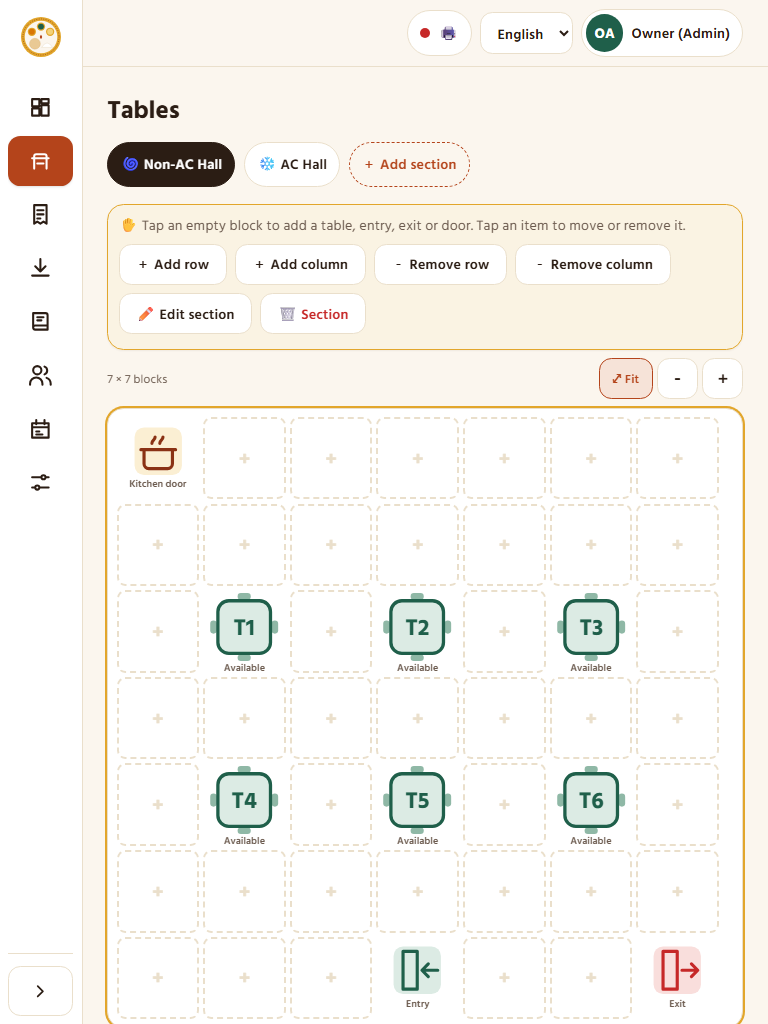 English
OA Owner (Admin)
Tables
Non-AC Hall
AC Hall
+ Add section
Tap an empty block to add a table, entry, exit or door. Tap an item to move or remove it.
+ Add row
+ Add column
- Remove row
- Remove column
Edit section
Section
7 × 7 blocks
Fit
-
+
Kitchen door
+ + + + + +
+ + + + + + +
+ T1 + T2 + T3 +
Available Available Available
+ + + + + + +
+ T4 + T5 + T6 +
Available Available Available
+ + + + + + +
+ + + + +
Entry Exit